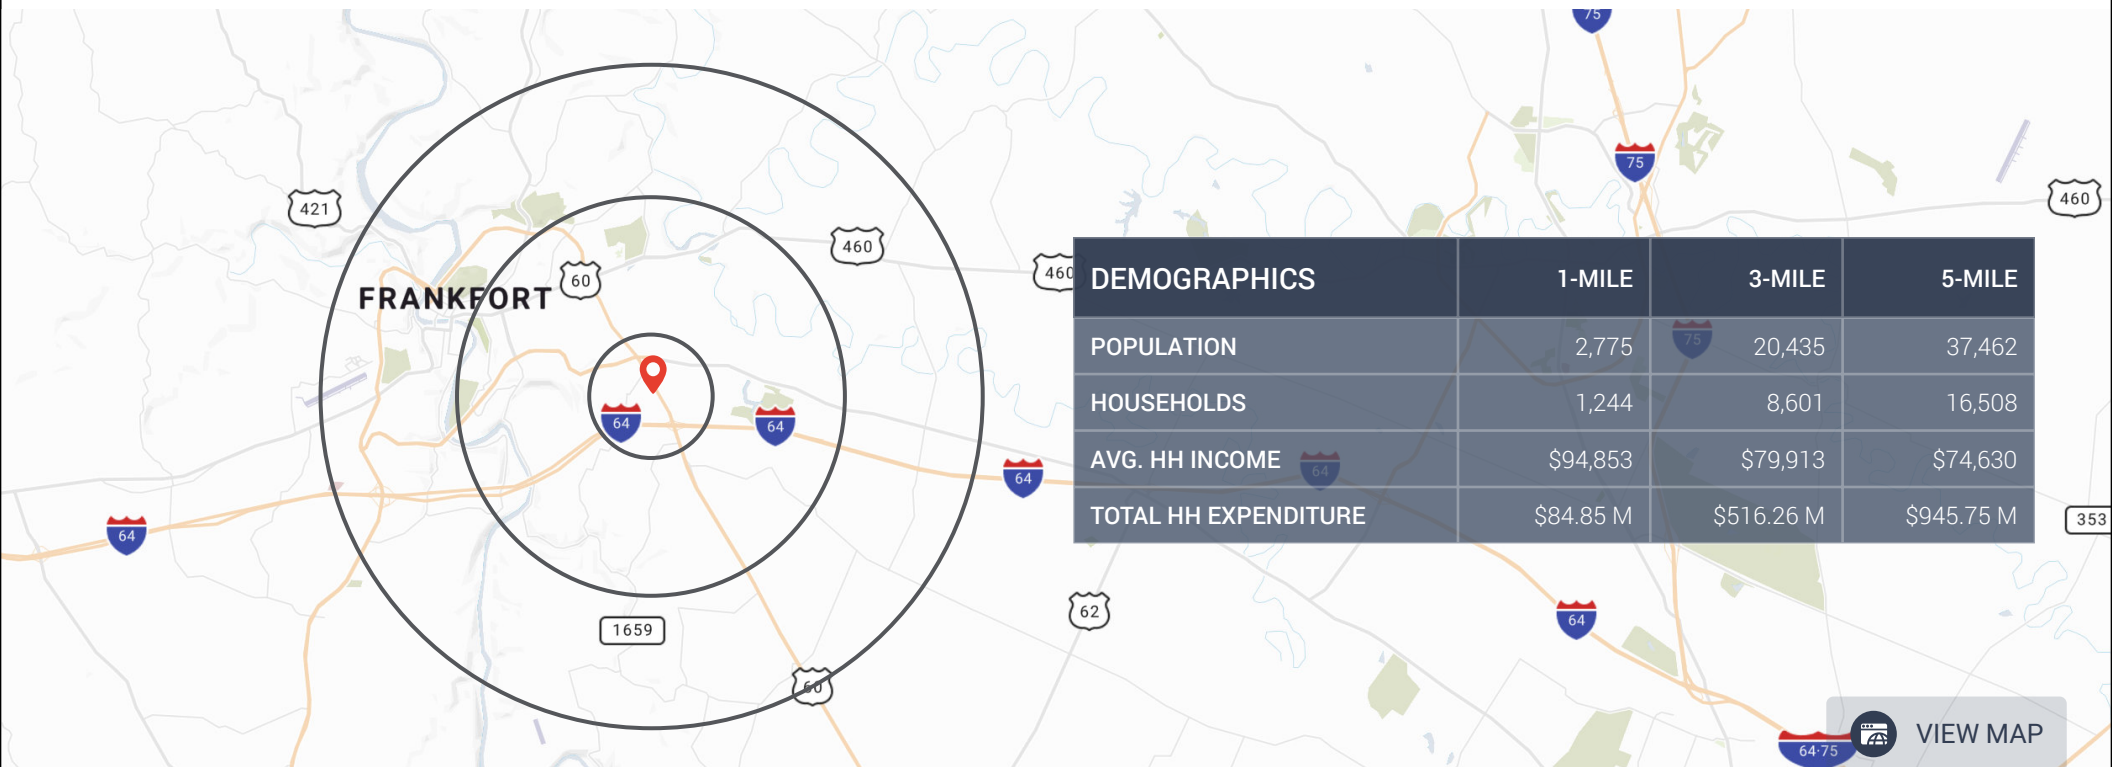 75
75
421
460
460
460
60
FRANKFORT
64
64
64
64
1659
60
62
64
353
64·75
DEMOGRAPHICS 1-MILE 3-MILE 5-MILE
75
POPULATION 2,775 20,435 37,462
HOUSEHOLDS 1,244 8,601 16,508
AVG. HH INCOME $94,853 $79,913 $74,630
64
TOTAL HH EXPENDITURE $84.85 M $516.26 M $945.75 M
VIEW MAP